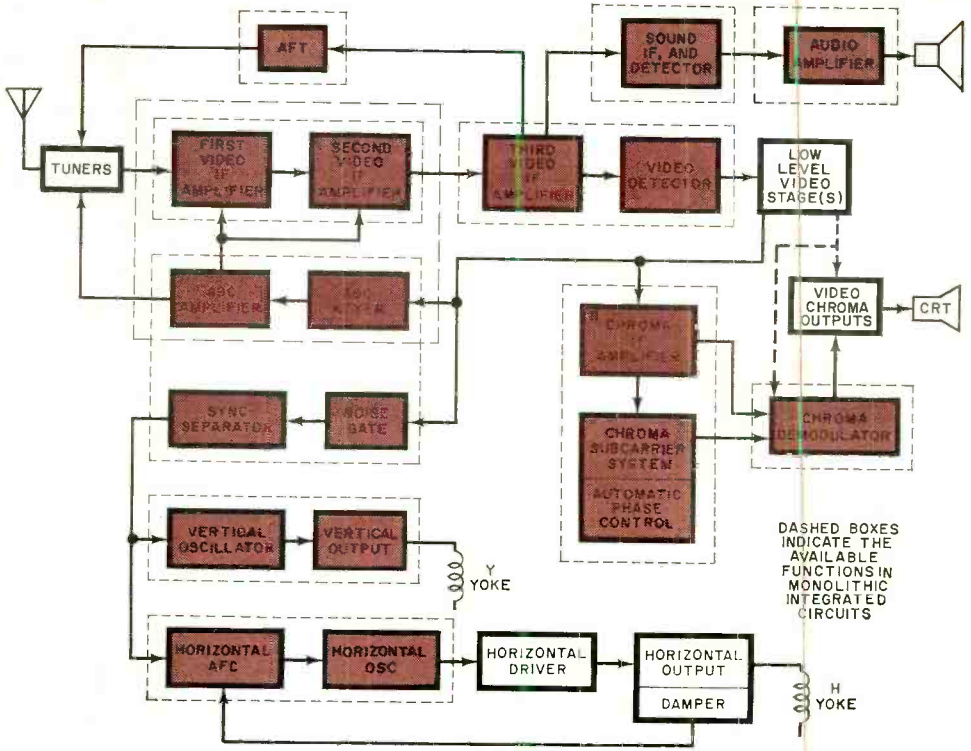 AFT
SOUND
IF, AND
DETECTOR
AUDIO
AMPLIFIER
TUNERS
FIRST
VIDEO
IF
AMPLIFIER
SECOND
VIDEO
IF
AMPLIFIER
THIRD
VIDEO
IF
AMPLIFIER
VIDEO
DETECTOR
LOW
LEVEL
VIDEO
STAGE(S)
AGC
AMPLIFIER
AGC
KEYER
CHROMA
IF
AMPLIFIER
VIDEO
CHROMA
OUTPUTS
CRT
SYNC
SEPARATOR
NOISE
GATE
CHROMA
SUBCARRIER
SYSTEM
AUTOMATIC
PHASE
CONTROL
CHROMA
DEMODULATOR
VERTICAL
OSCILLATOR
VERTICAL
OUTPUT
Y
YOKE
DASHED BOXES
INDICATE THE
AVAILABLE
FUNCTIONS IN
MONOLITHIC
INTEGRATED
CIRCUITS
HORIZONTAL
AFC
HORIZONTAL
OSC
HORIZONTAL
DRIVER
HORIZONTAL
OUTPUT
DAMPER
H
YOKE